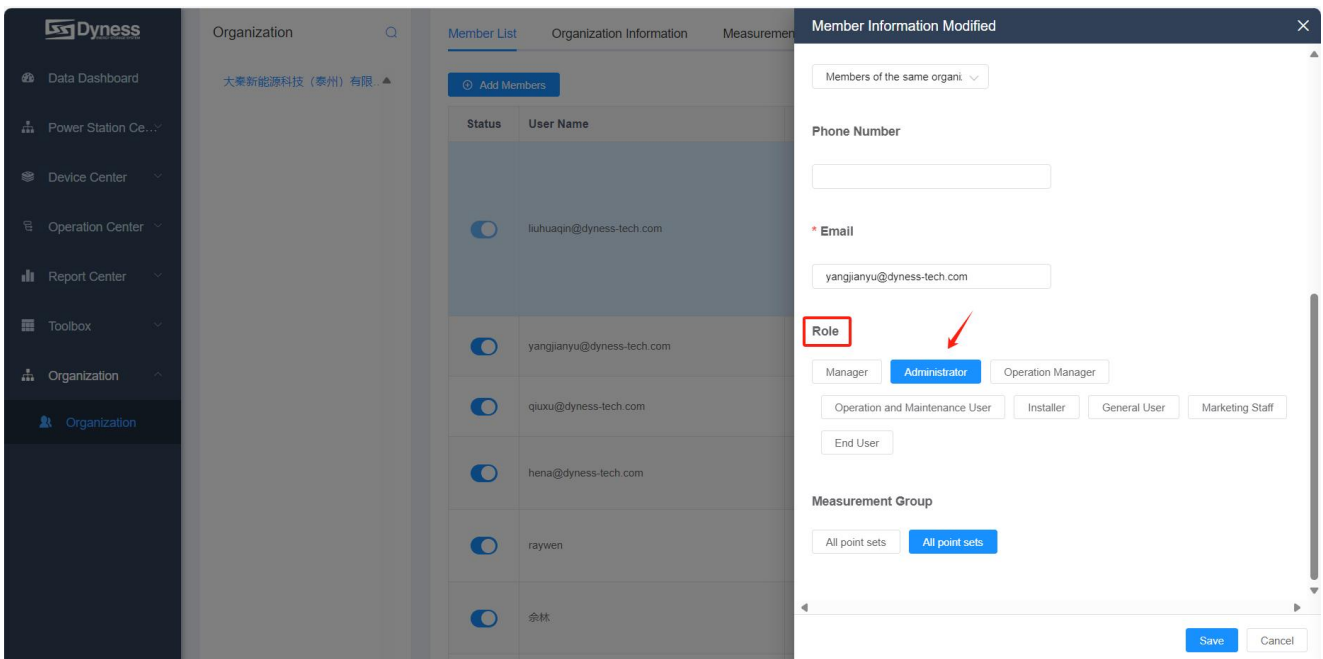 Dyness
Data Dashboard
Power Station Ce...
Device Center
Operation Center
Report Center
Toolbox
Organization
Organization
Organization
大秦新能源科技（泰州）有限..
Member List
Organization Information
Measuremen
Add Members
Status
User Name
liuhuaqin@dyness-tech.com
yangjianyu@dyness-tech.com
qiuxu@dyness-tech.com
hena@dyness-tech.com
raywen
余林
Member Information Modified
Members of the same organi:
Phone Number
* Email
yangjianyu@dyness-tech.com
Role
Manager
Administrator
Operation Manager
Operation and Maintenance User
Installer
General User
Marketing Staff
End User
Measurement Group
All point sets
All point sets
Save
Cancel